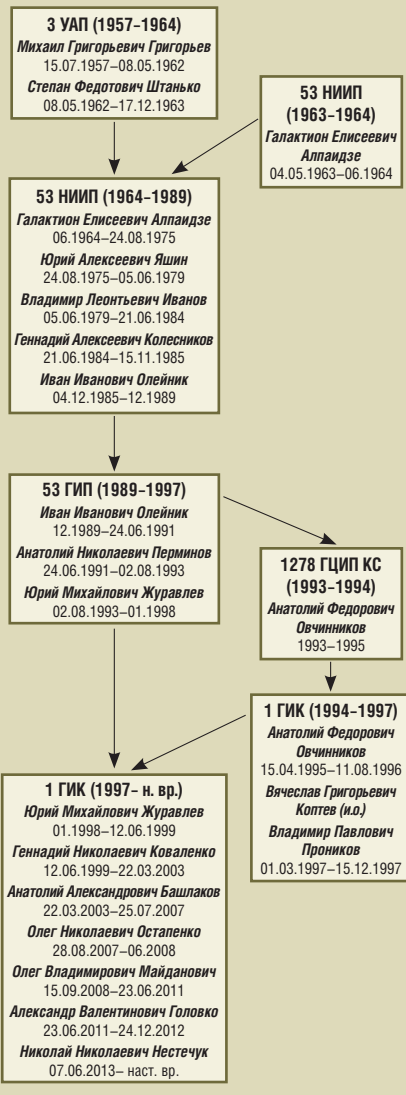 3 УАП (1957–1964)
Михаил Григорьевич Григорьев
15.07.1957–08.05.1962
Степан Федотович Штанько
08.05.1962–17.12.1963
53 НИИП
(1963–1964)
Галактион Елисеевич
Алпаидзе
04.05.1963–06.1964
53 НИИП (1964–1989)
Галактион Елисеевич Алпаидзе
06.1964–24.08.1975
Юрий Алексеевич Яшин
24.08.1975–05.06.1979
Владимир Леонтьевич Иванов
05.06.1979–21.06.1984
Геннадий Алексеевич Колесников
21.06.1984–15.11.1985
Иван Иванович Олейник
04.12.1985–12.1989
53 ГИП (1989–1997)
Иван Иванович Олейник
12.1989–24.06.1991
Анатолий Николаевич Перминов
24.06.1991–02.08.1993
Юрий Михайлович Журавлев
02.08.1993–01.1998
1278 ГЦИП КС
(1993–1994)
Анатолий Федорович
Овчинников
1993–1995
1 ГИК (1994–1997)
Анатолий Федорович
Овчинников
15.04.1995–11.08.1996
Вячеслав Григорьевич
Коптев (и.о.)
Владимир Павлович
Проников
01.03.1997–15.12.1997
1 ГИК (1997– н. вр.)
Юрий Михайлович Журавлев
01.1998–12.06.1999
Геннадий Николаевич Коваленко
12.06.1999–22.03.2003
Анатолий Александрович Башлаков
22.03.2003–25.07.2007
Олег Николаевич Остапенко
28.08.2007–06.2008
Олег Владимирович Майданович
15.09.2008–23.06.2011
Александр Валентинович Головко
23.06.2011–24.12.2012
Николай Николаевич Нестечук
07.06.2013– наст. вр.